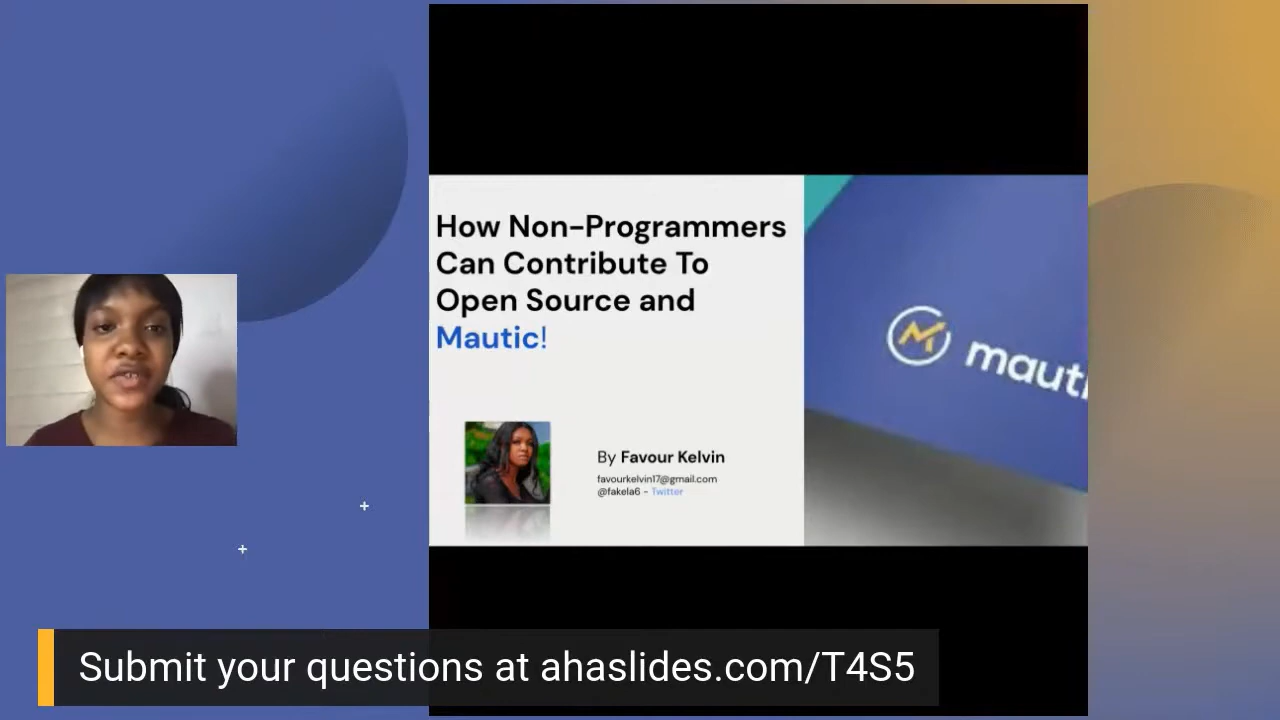 How Non-Programmers
Can Contribute To
Open Source and
Mautic!
By Favour Kelvin
favourkelvin17@gmail.com
@fakela6 - Twitter
Submit your questions at ahaslides.com/T4S5